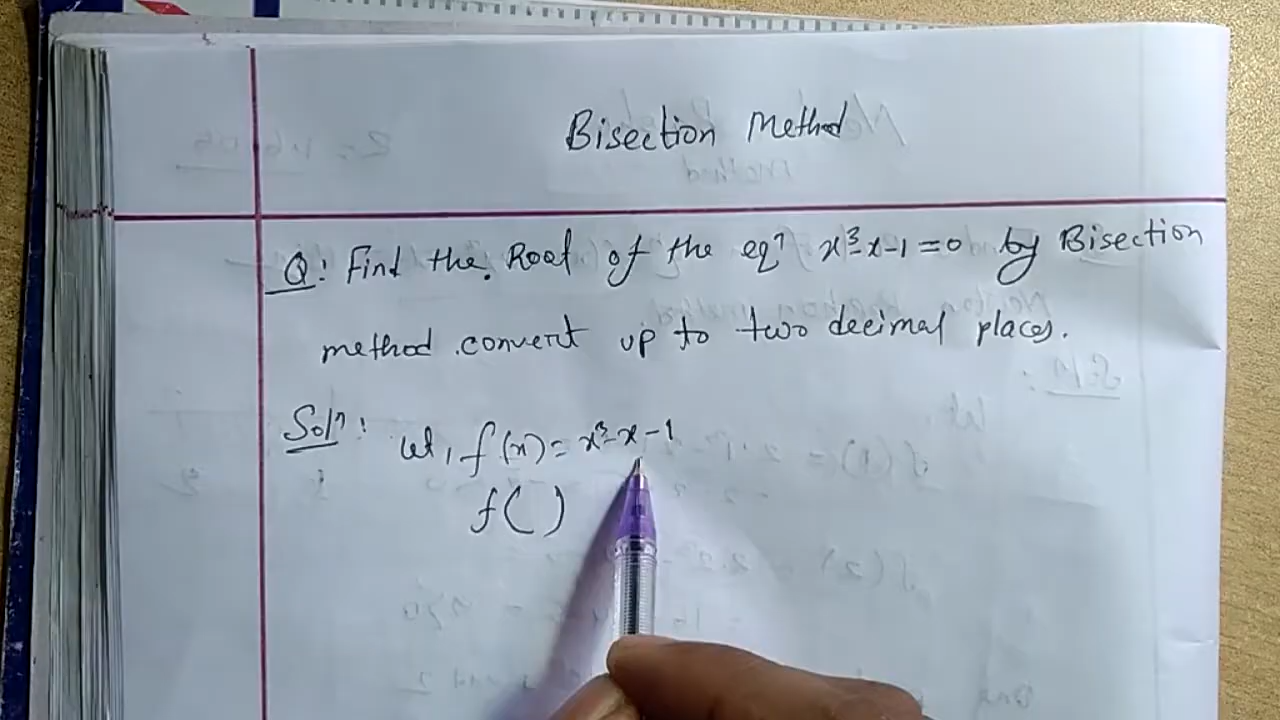 Bisection Method
Q: Find the Root of the eqn x³-x-1=0 by Bisection
method convert up to two decimal places.
Soln: Let, f(x)= x³-x-1
f( )